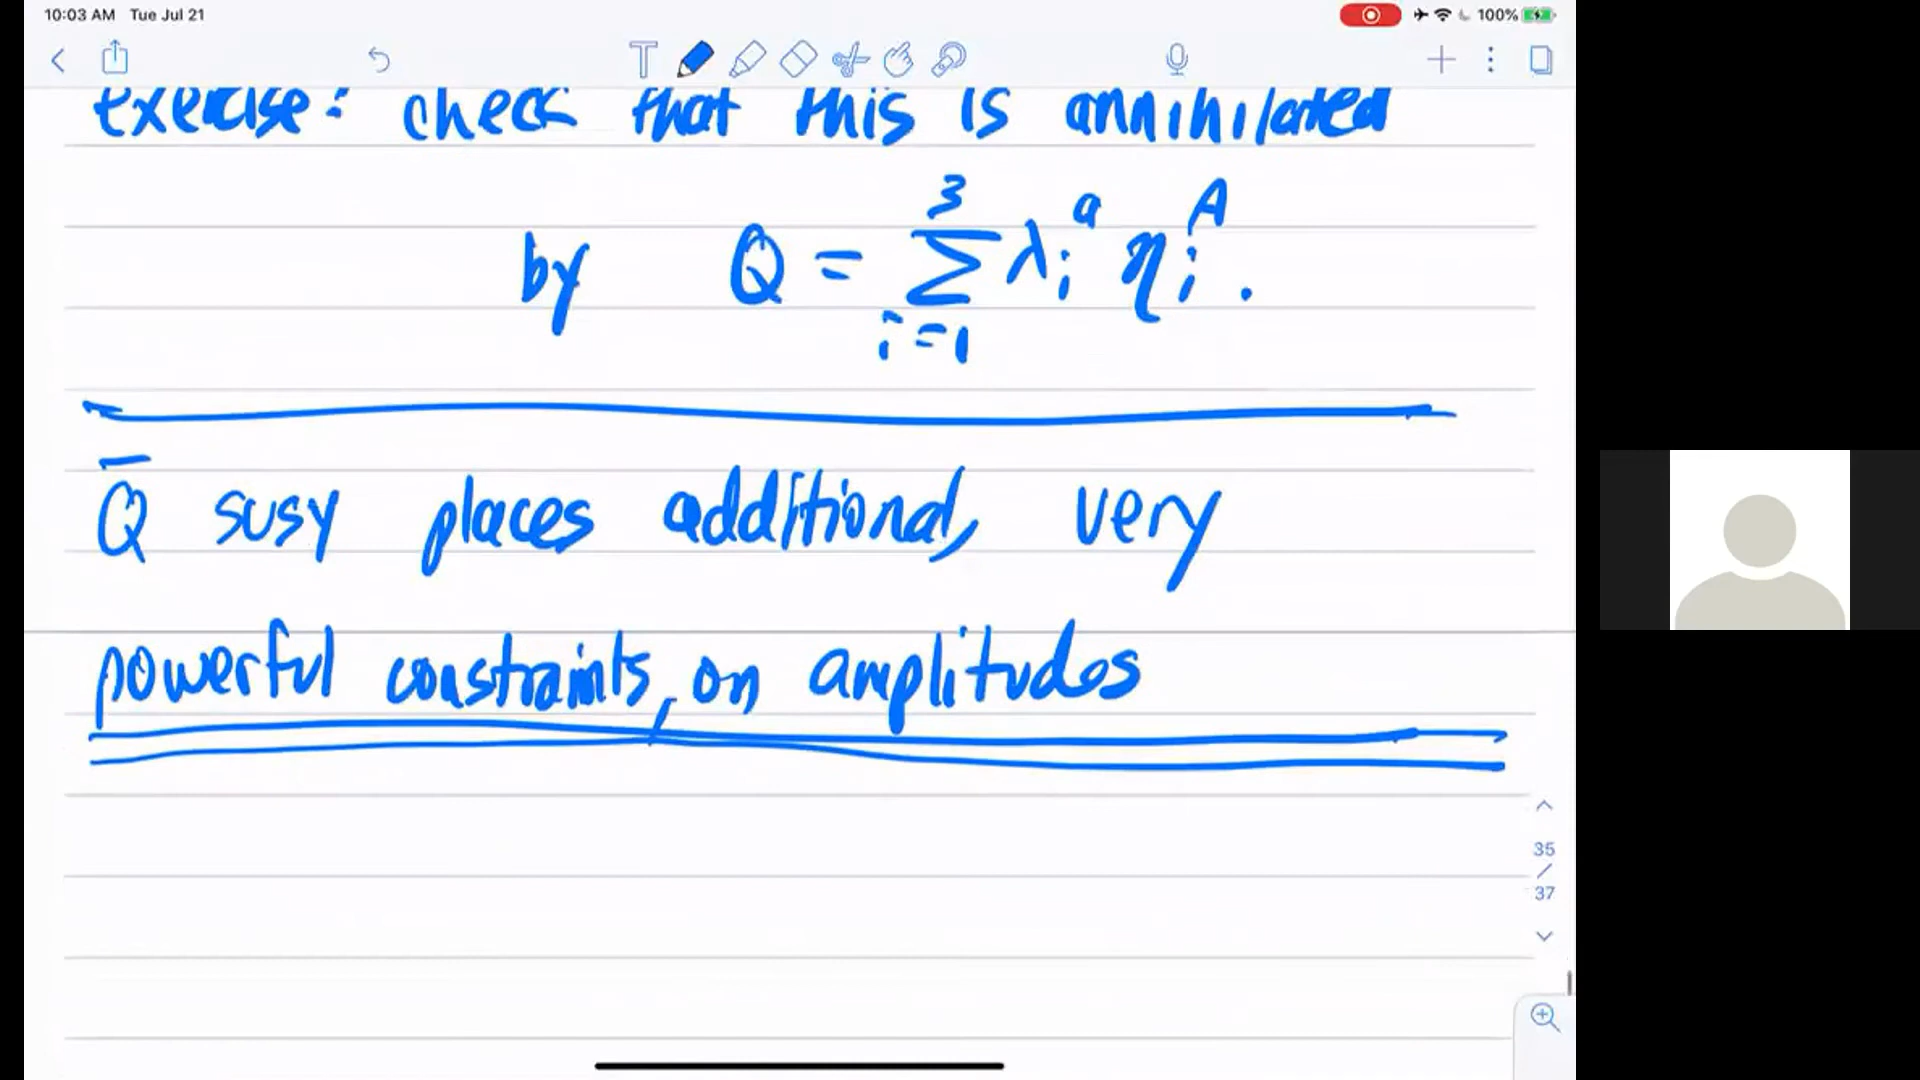 10:03 AM Tue Jul 21
100%
T
exercise: check that this is annihilated
by Q = \sum_{i=1}^{3} λ_i^a η_i^A .
Q̄ susy places additional, very
powerful constraints, on amplitudes
35
/
37